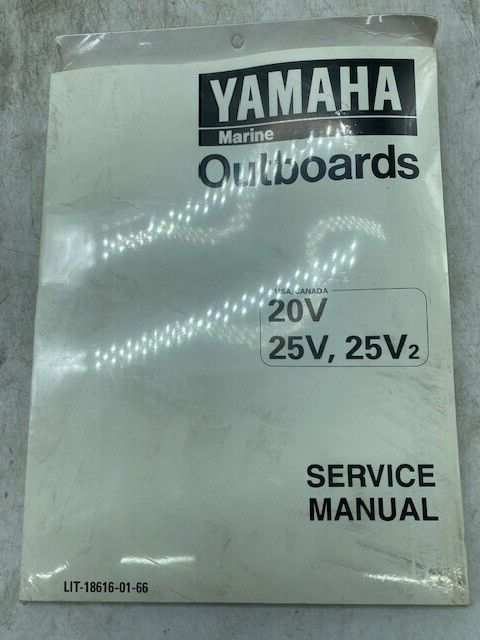 YAMAHA
Marine
Outboards
USA, CANADA
20V
25V, 25V2
SERVICE
MANUAL
LIT-18616-01-66